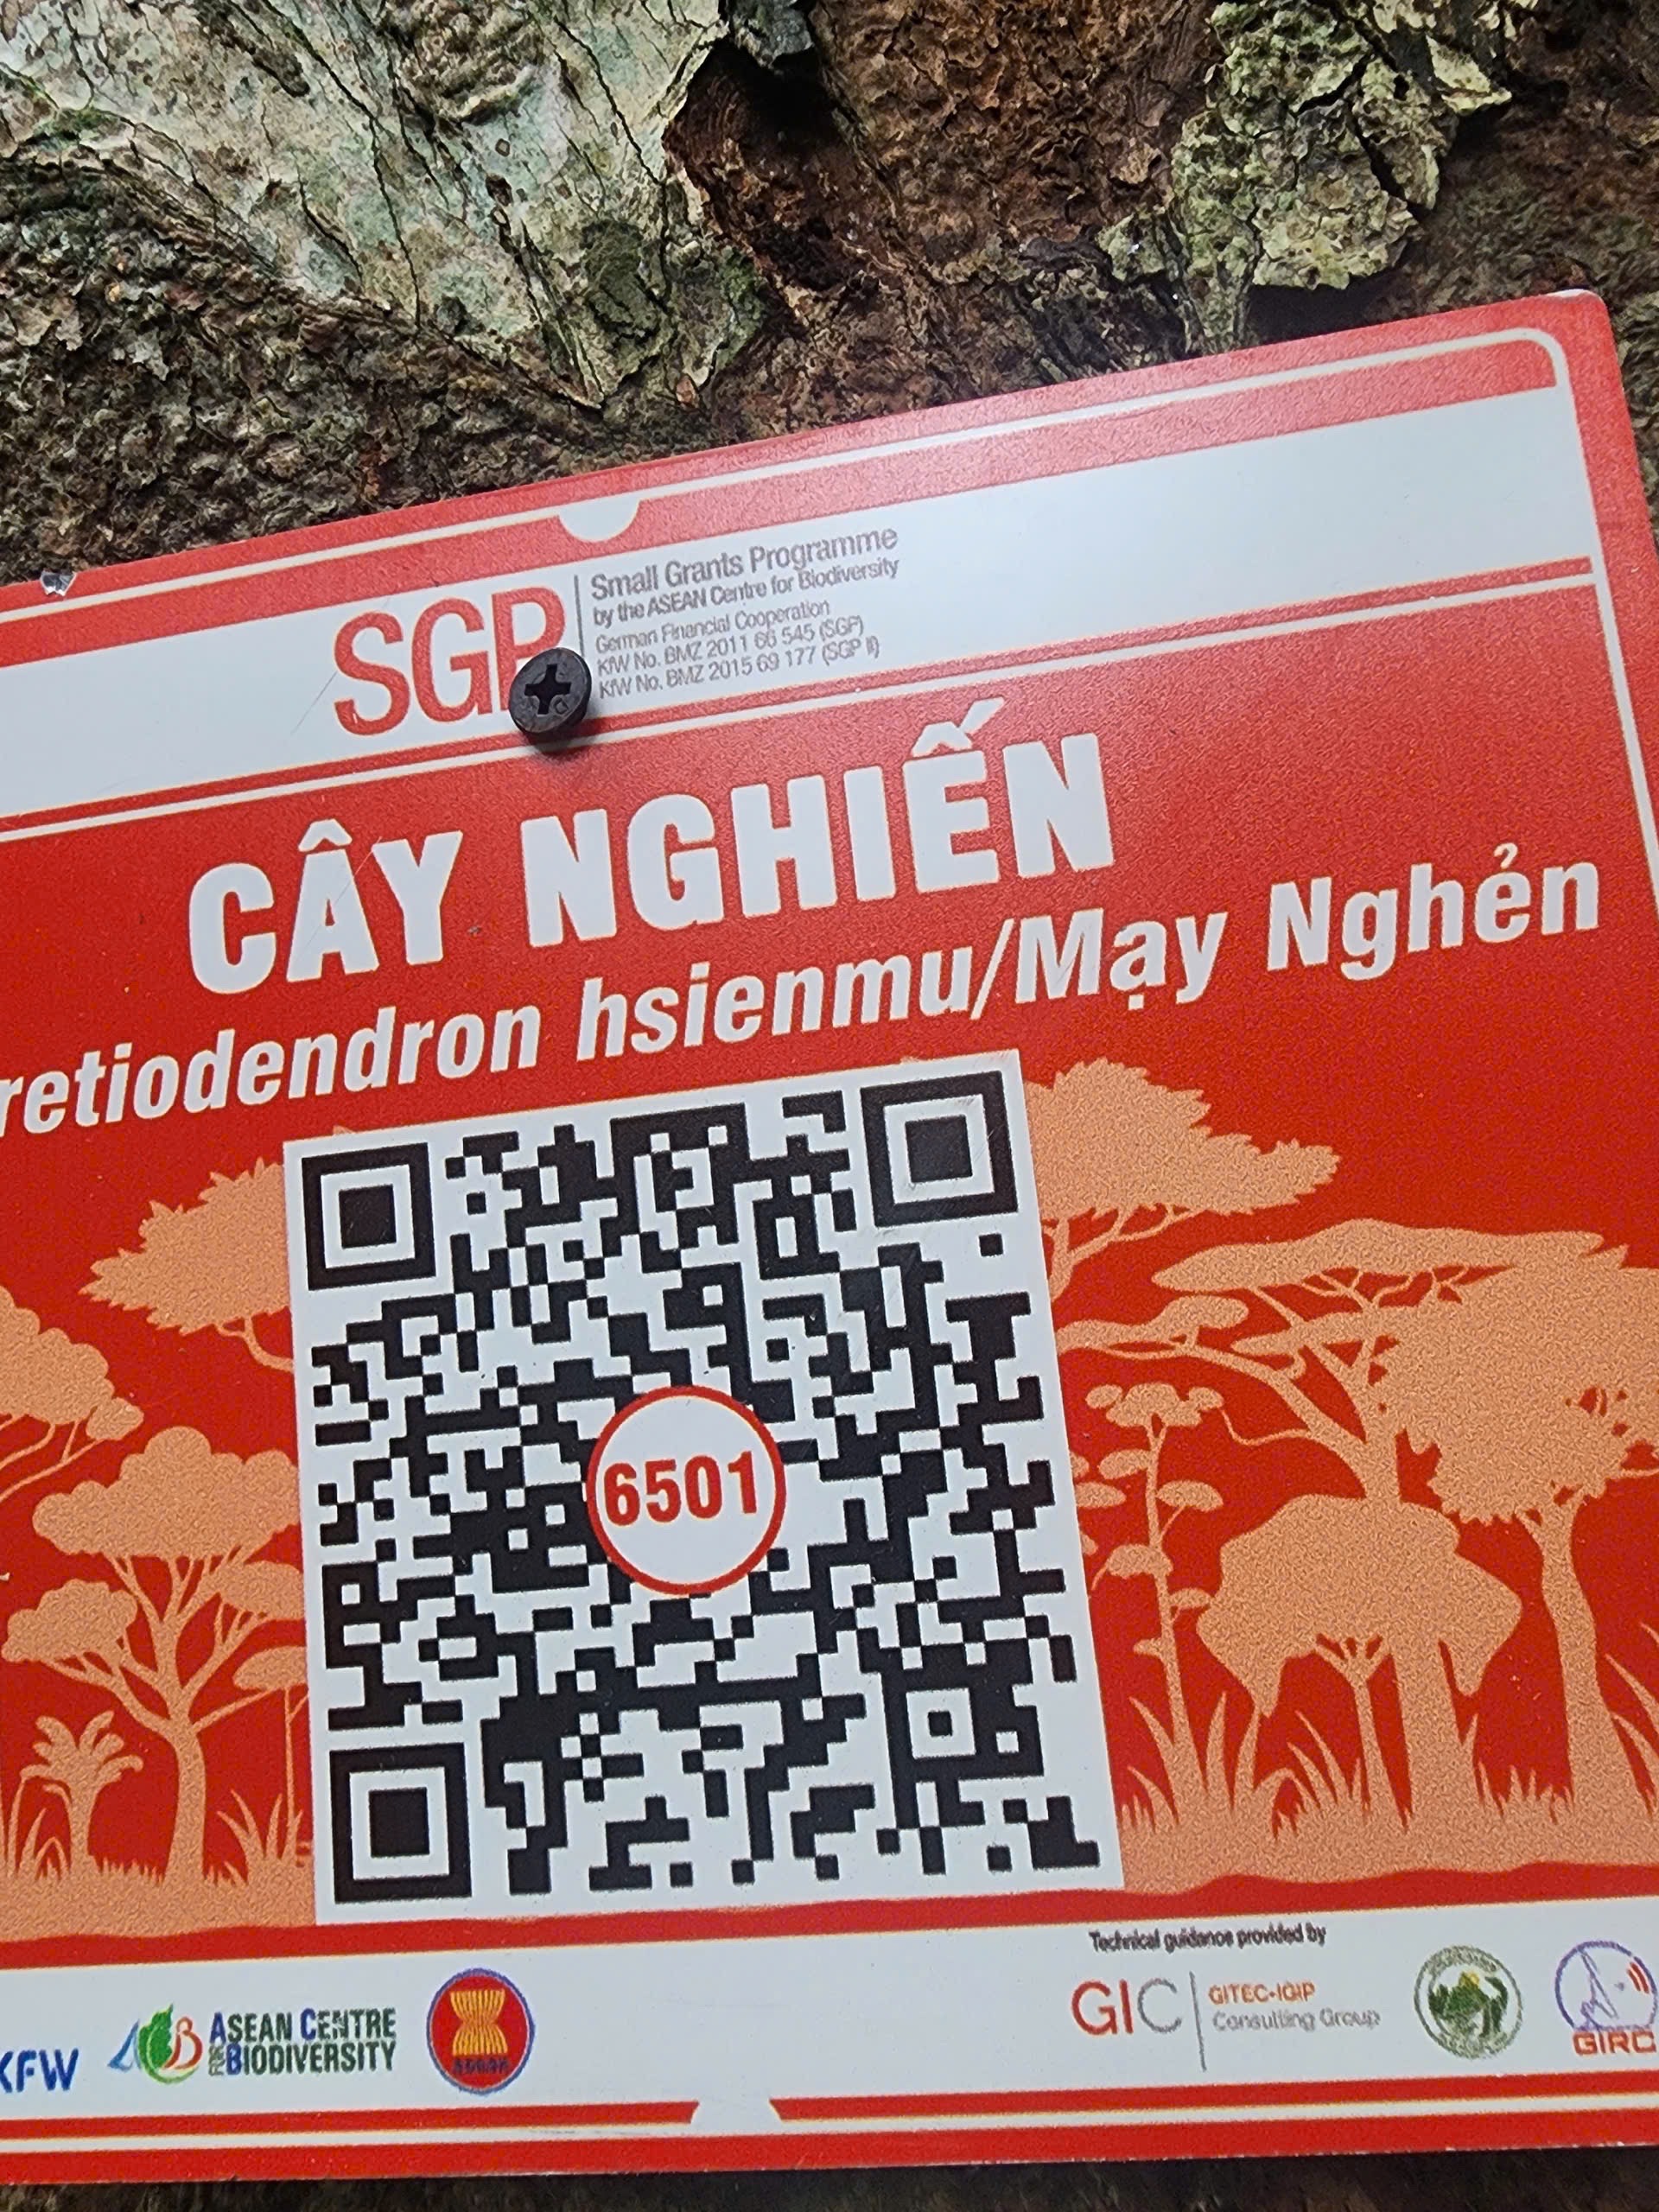 SGP
Small Grants Programme
by the ASEAN Centre for Biodiversity
German Financial Cooperation
KfW No. BMZ 2011 66 545 (SGP)
KfW No. BMZ 2015 69 177 (SGP II)
CÂY NGHIẾN
retiodendron hsienmu/Mạy Nghẻn
6501
KFW
ASEAN CENTRE
FOR BIODIVERSITY
Technical guidance provided by
GIC
GITEC-IGIP
Consulting Group
GIRC